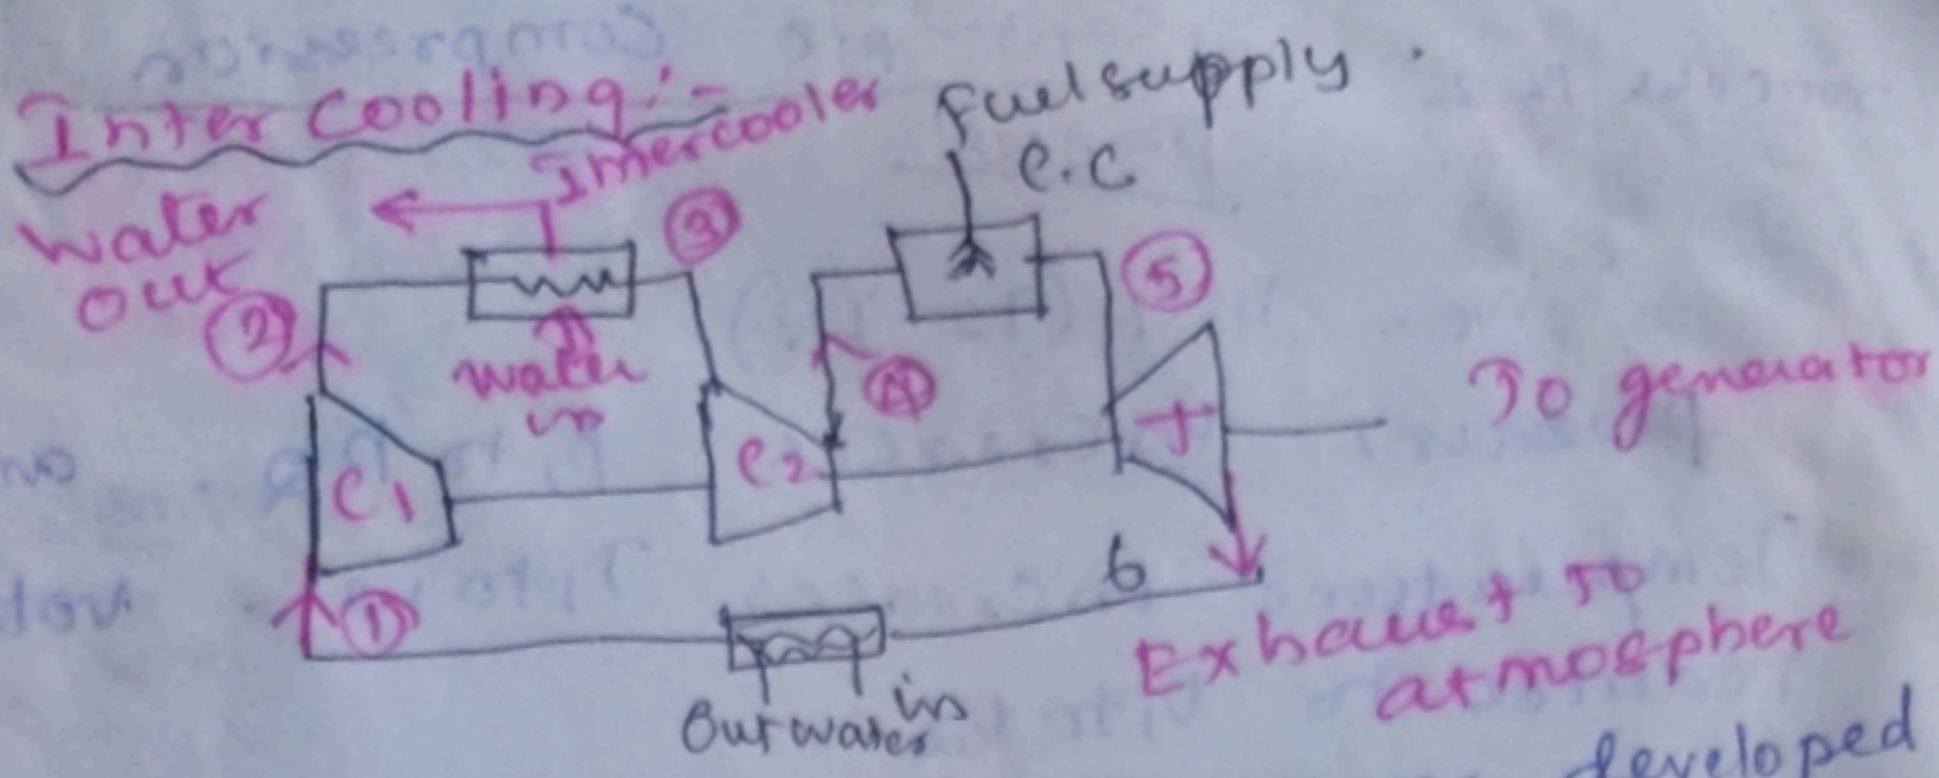 Inter Cooling:-
Intercooler
fuel supply
C.C
water
out
②
③
⑤
water
in
④
To generator
C1
C2
T
①
6
Exhaust to
atmosphere
out water in
developed